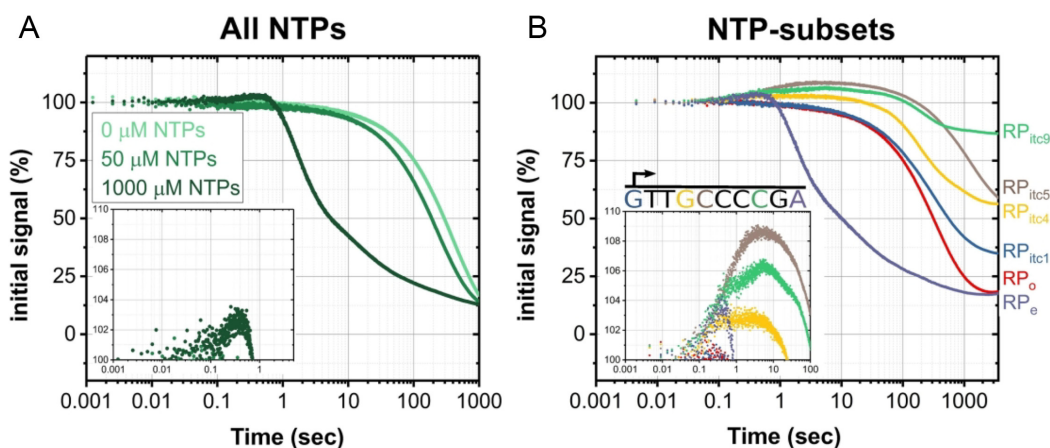 A
All NTPs
initial signal (%)
100
75
50
25
0
0 μM NTPs
50 μM NTPs
1000 μM NTPs
110
108
106
104
102
100
0.001
0.01
0.1
1
0.001 0.01 0.1 1 10 100 1000
Time (sec)
B
NTP-subsets
initial signal (%)
100
75
50
25
0
GTTGCCCCGA
110
108
106
104
102
100
0.001 0.01 0.1 1 10 100
RPitc9
RPitc5
RPitc4
RPitc1
RPo
RPe
0.001 0.01 0.1 1 10 100 1000
Time (sec)